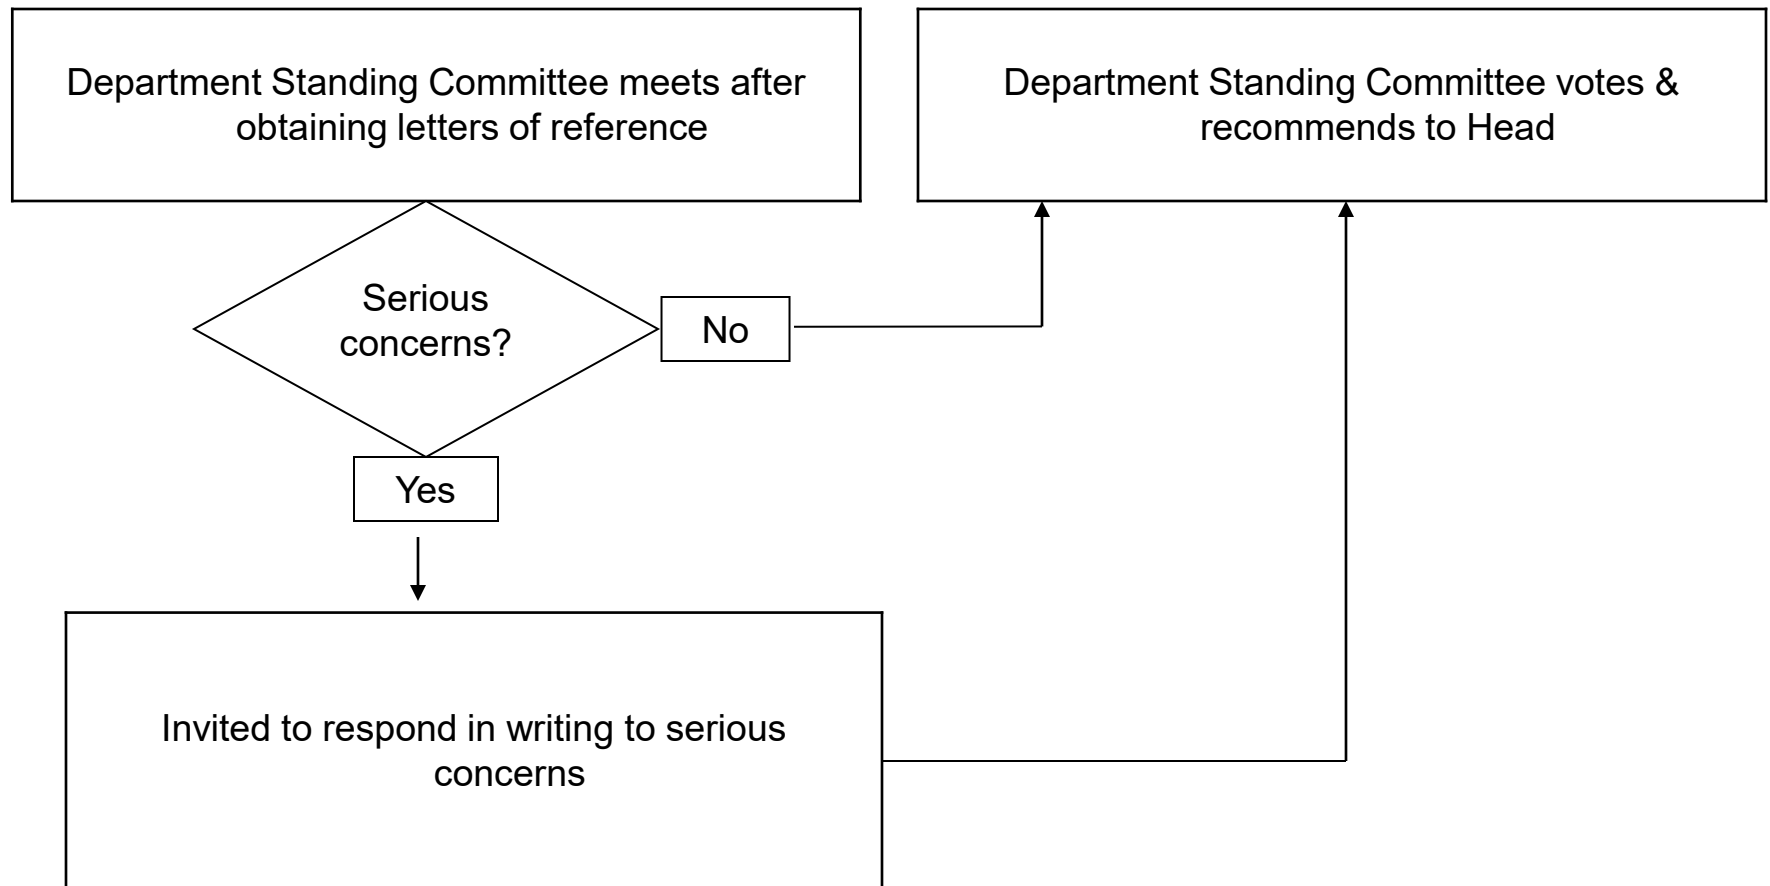 Department Standing Committee meets after
obtaining letters of reference
Department Standing Committee votes &
recommends to Head
Serious
concerns?
No
Yes
Invited to respond in writing to serious
concerns